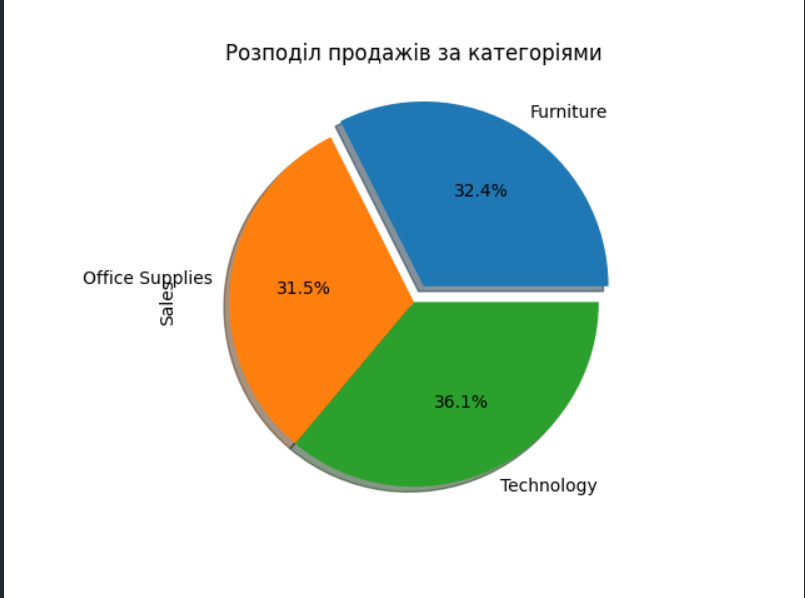 Розподіл продажів за категоріями
Furniture
32.4%
Office Supplies
31.5%
Sales
36.1%
Technology